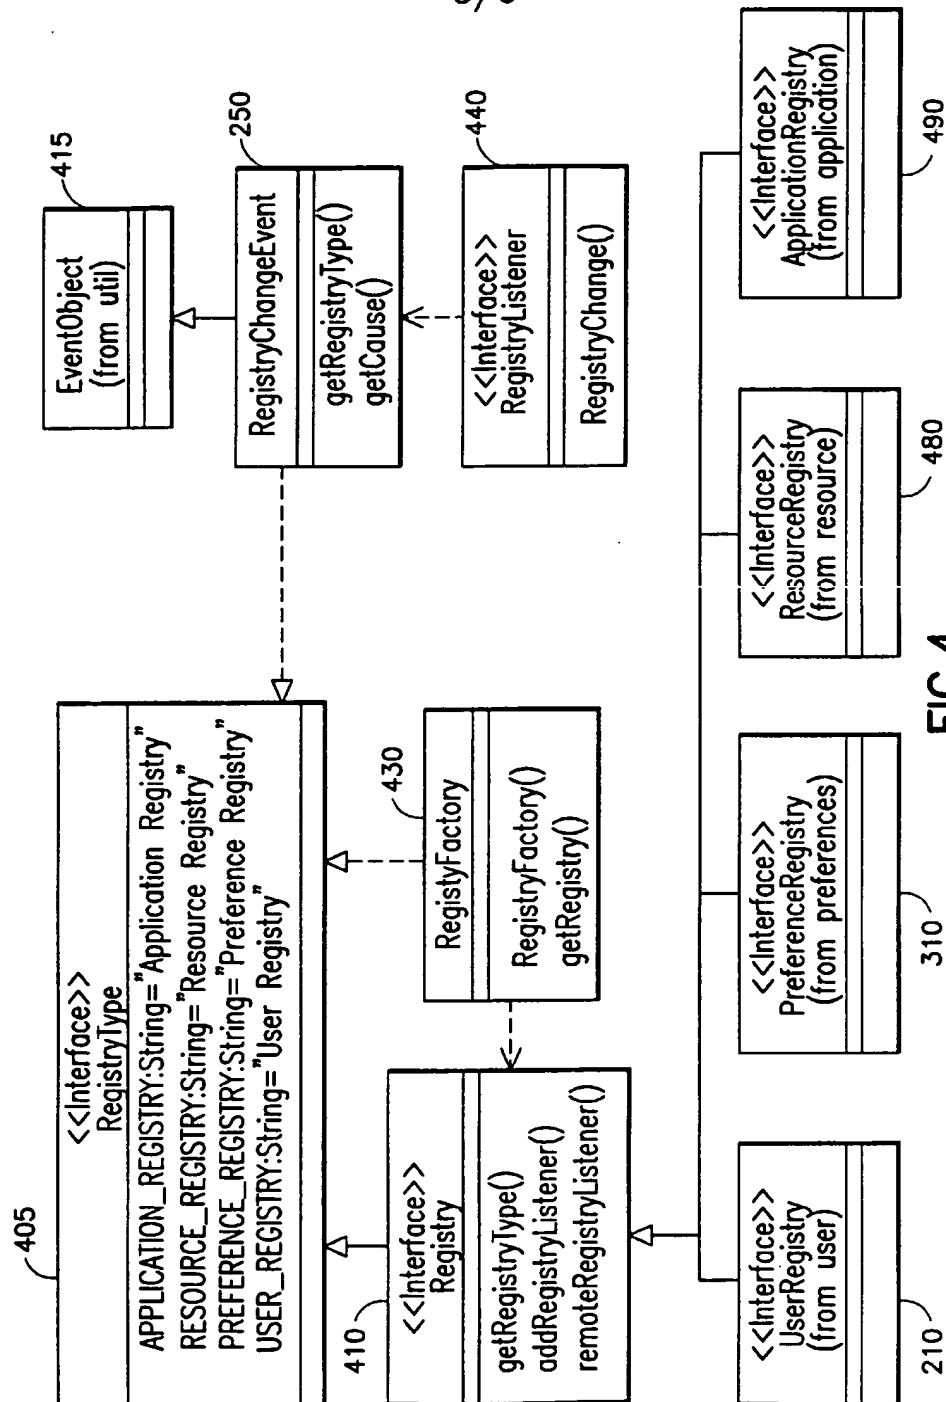 405
<<Interface>>
RegistryType
APPLICATION_REGISTRY:String="Application Registry"
RESOURCE_REGISTRY:String="Resource Registry"
PREFERENCE_REGISTRY:String="Preference Registry"
USER_REGISTRY:String="User Registry"
415
EventObject
(from util)
250
RegistryChangeEvent
getRegistryType()
getCause()
440
<<Interface>>
RegistryListener
RegistryChange()
430
RegistyFactory
RegistryFactory()
getRegistry()
410
<<Interface>>
Registry
getRegistryType()
addRegistryListener()
remoteRegistryListener()
<<Interface>>
UserRegistry
(from user)
210
<<Interface>>
PreferenceRegistry
(from preferences)
310
<<Interface>>
ResourceRegistry
(from resource)
480
<<Interface>>
ApplicationRegistry
(from application)
490